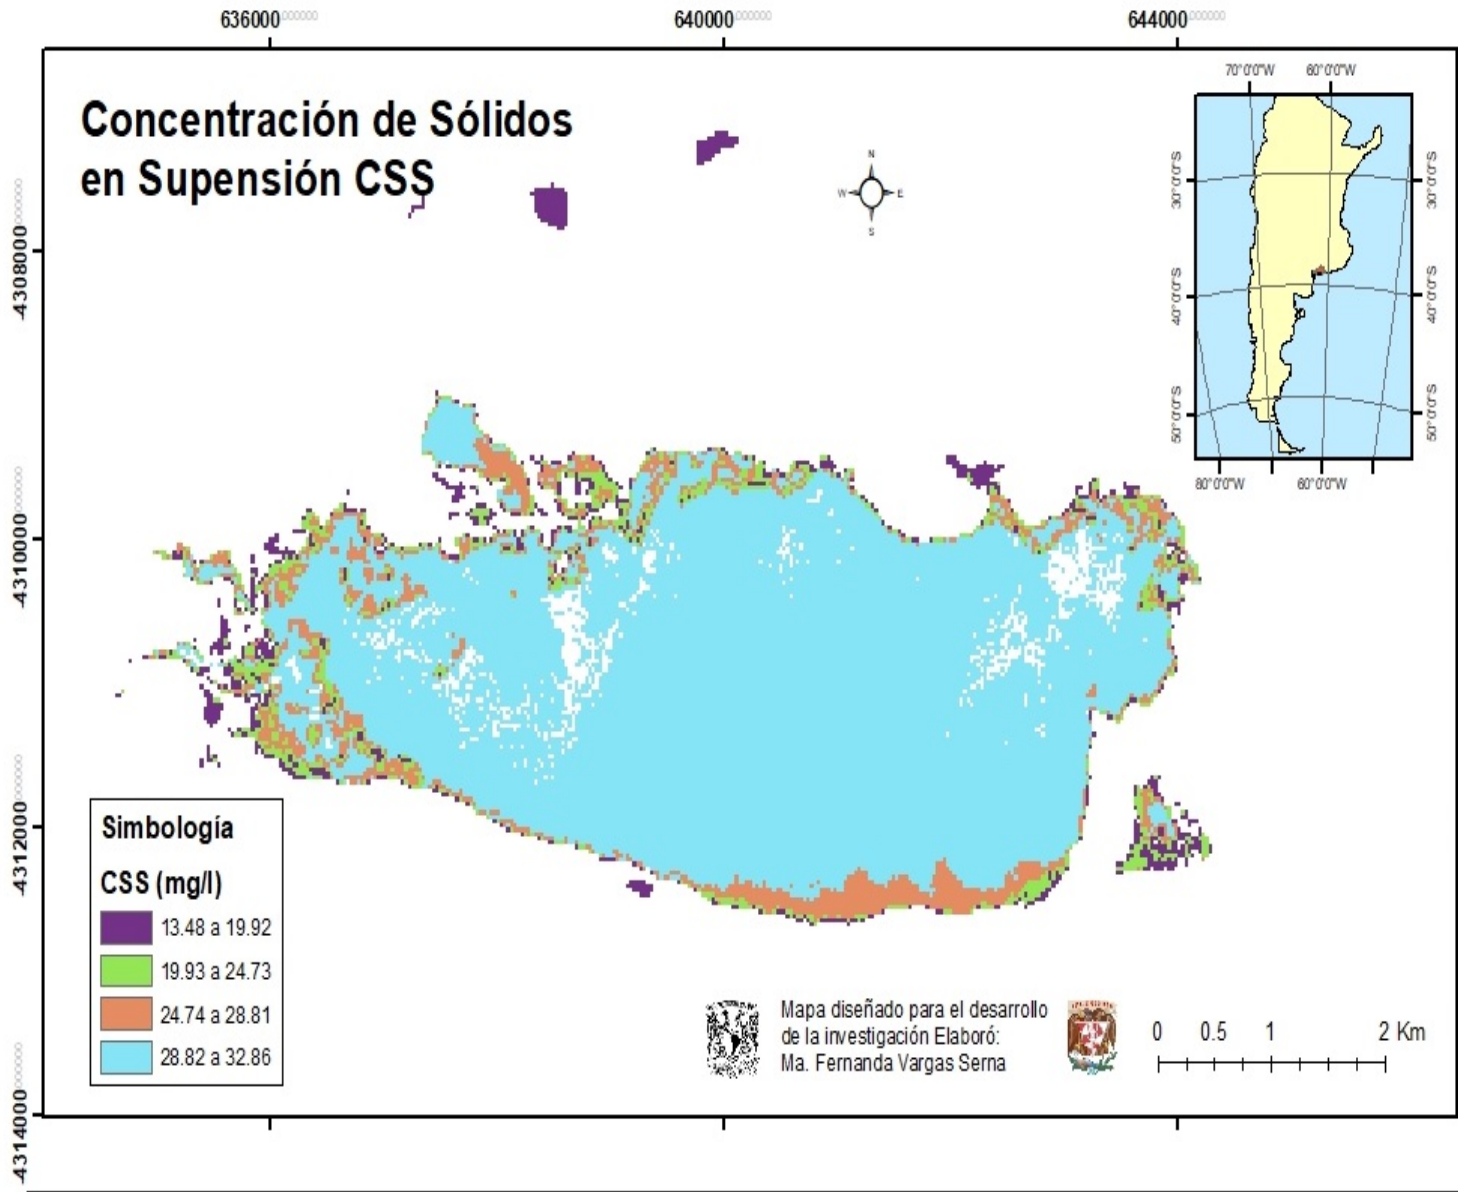 636000
640000
644000
Concentración de Sólidos
en Supensión CSS
N
W
E
S
70°0'0"W
60°0'0"W
30°0'0"S
30°0'0"S
40°0'0"S
40°0'0"S
50°0'0"S
50°0'0"S
80°0'0"W
60°0'0"W
-4308000
-4310000
-4312000
-4314000
Simbología
CSS (mg/l)
13.48 a 19.92
19.93 a 24.73
24.74 a 28.81
28.82 a 32.86
Mapa diseñado para el desarrollo
de la investigación Elaboró:
Ma. Fernanda Vargas Serna
0 0.5 1 2 Km